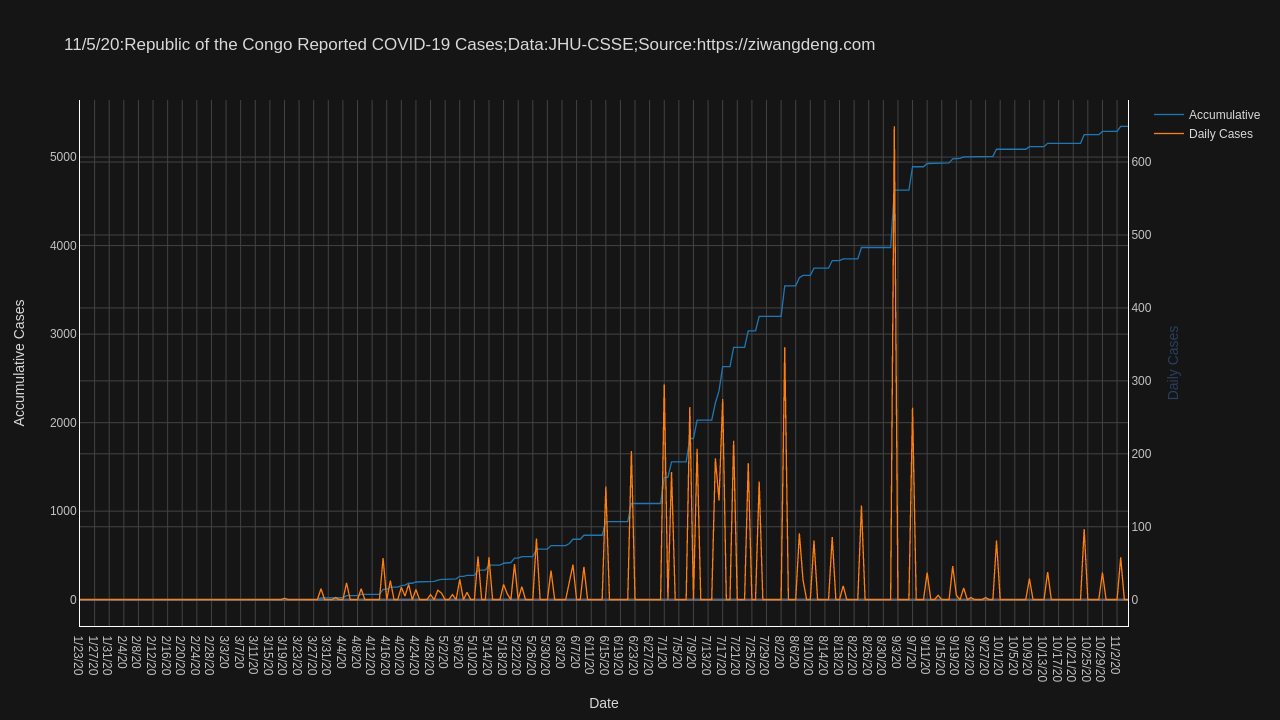 11/5/20:Republic of the Congo Reported COVID-19 Cases;Data:JHU-CSSE;Source:https://ziwangdeng.com
Accumulative
Daily Cases
5000
4000
3000
2000
1000
0
Accumulative Cases
600
500
400
300
200
100
0
Daily Cases
1/23/20 1/27/20 1/31/20 2/4/20 2/8/20 2/12/20 2/16/20 2/20/20 2/24/20 2/28/20 3/3/20 3/7/20 3/11/20 3/15/20 3/19/20 3/23/20 3/27/20 3/31/20 4/4/20 4/8/20 4/12/20 4/16/20 4/20/20 4/24/20 4/28/20 5/2/20 5/6/20 5/10/20 5/14/20 5/18/20 5/22/20 5/26/20 5/30/20 6/3/20 6/7/20 6/11/20 6/15/20 6/19/20 6/23/20 6/27/20 7/1/20 7/5/20 7/9/20 7/13/20 7/17/20 7/21/20 7/25/20 7/29/20 8/2/20 8/6/20 8/10/20 8/14/20 8/18/20 8/22/20 8/26/20 8/30/20 9/3/20 9/7/20 9/11/20 9/15/20 9/19/20 9/23/20 9/27/20 10/1/20 10/5/20 10/9/20 10/13/20 10/17/20 10/21/20 10/25/20 10/29/20 11/2/20
Date